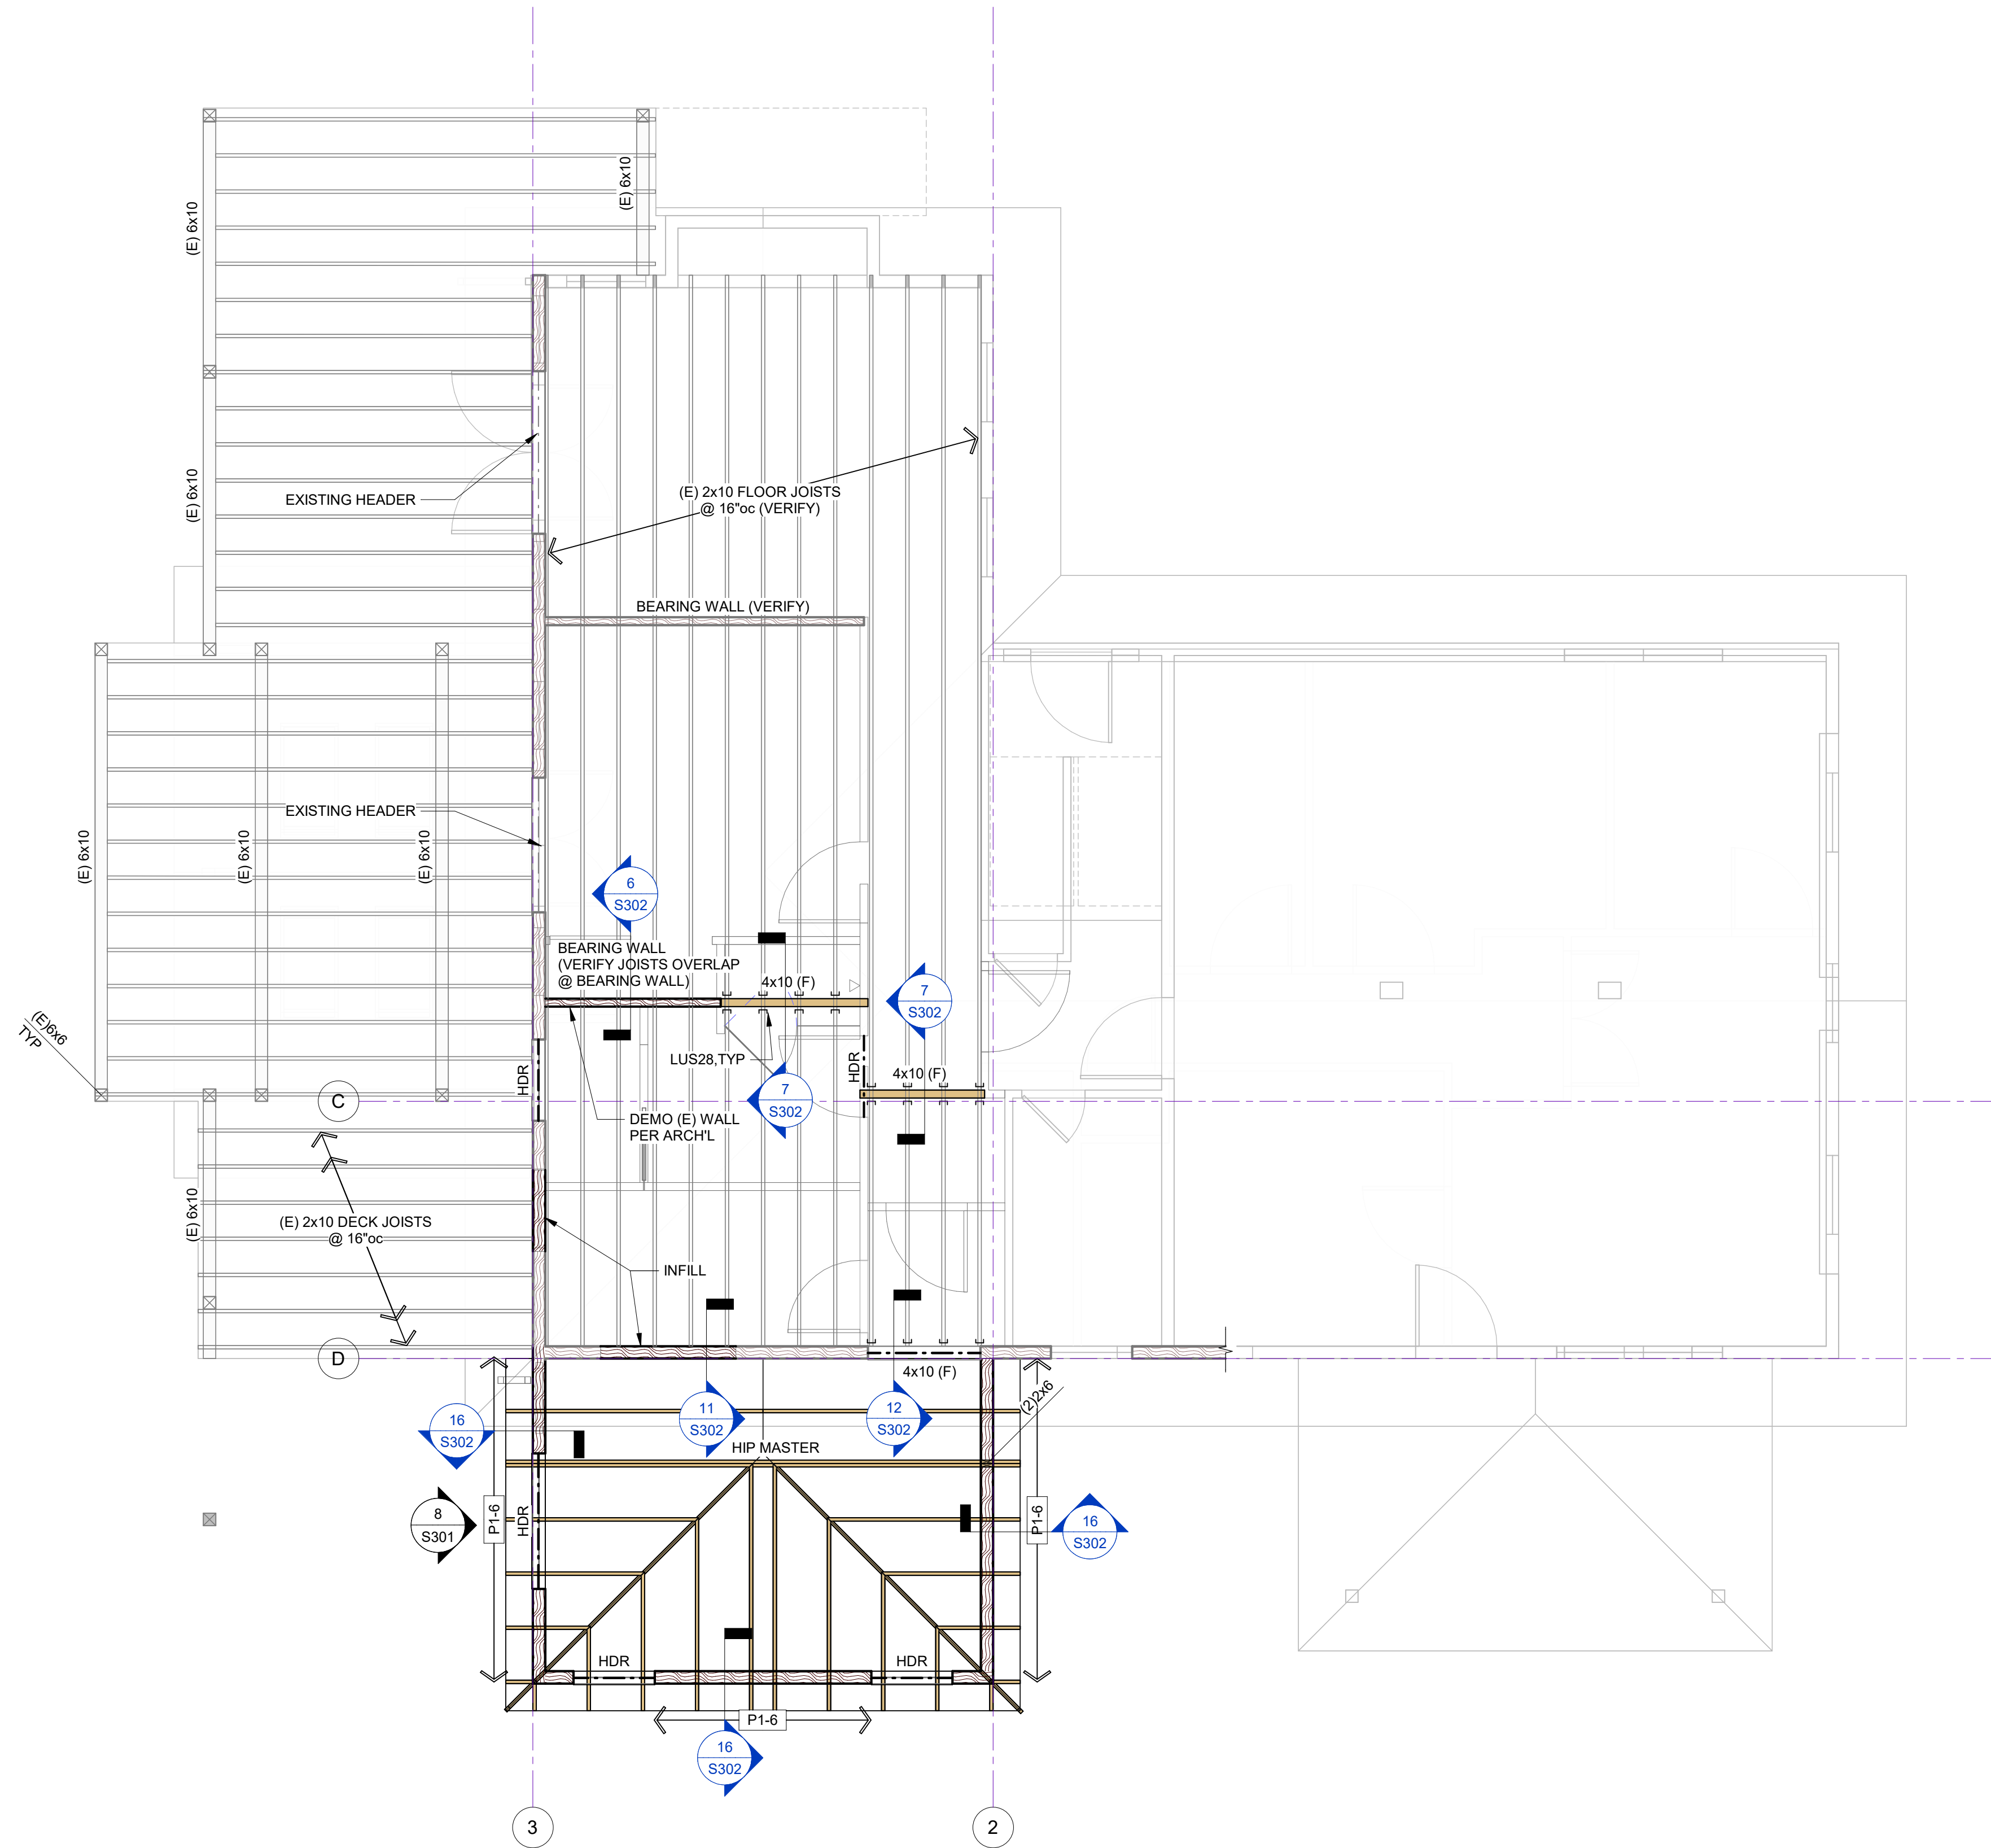 (E) 6x10
(E) 6x10
(E) 6x10
EXISTING HEADER
(E) 2x10 FLOOR JOISTS
@ 16"oc (VERIFY)
BEARING WALL (VERIFY)
EXISTING HEADER
(E) 6x10
(E) 6x10
(E) 6x10
6
S302
BEARING WALL
(VERIFY JOISTS OVERLAP
@ BEARING WALL)
4x10 (F)
7
S302
(E)6x6
TYP
LUS28,TYP
HDR
HDR
4x10 (F)
C
7
S302
DEMO (E) WALL
PER ARCH'L
(E) 6x10
(E) 2x10 DECK JOISTS
@ 16"oc
INFILL
D
4x10 (F)
(2)2x6
16
S302
11
S302
12
S302
HIP MASTER
8
S301
P1-6
HDR
P1-6
16
S302
HDR
HDR
P1-6
16
S302
3
2